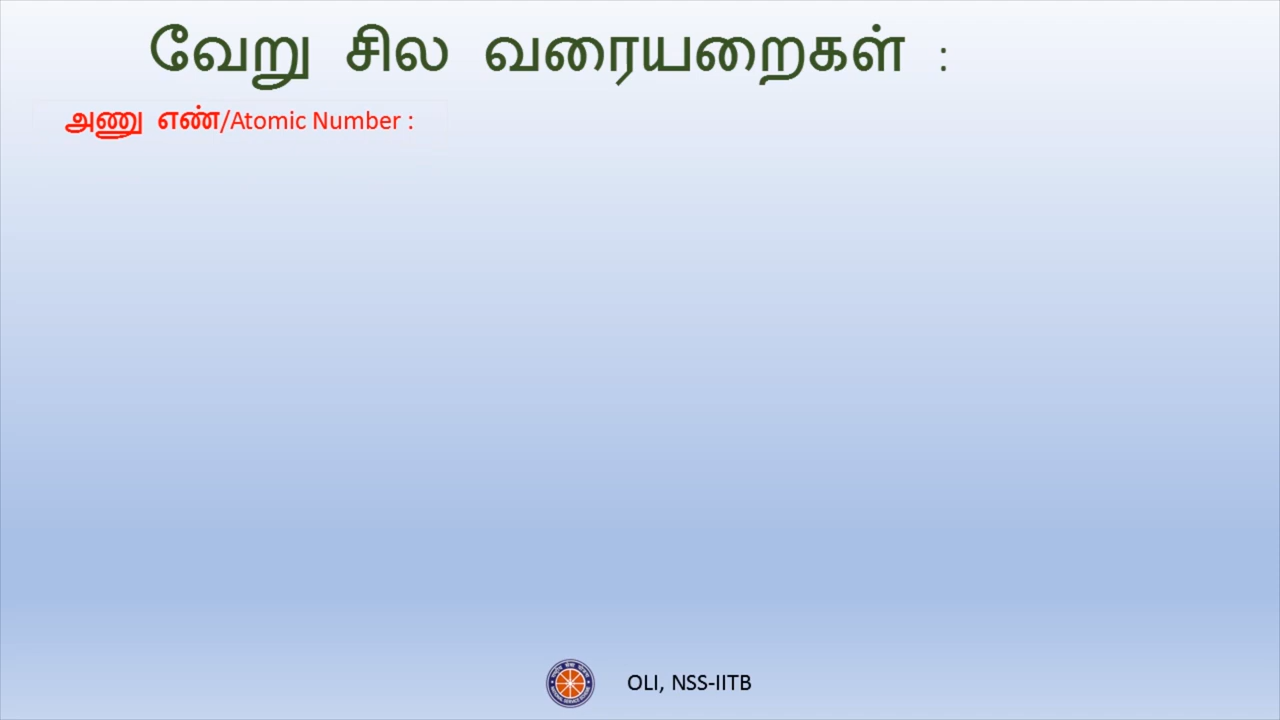 வேறு சில வரையறைகள் :
அணு எண்/Atomic Number :
OLI, NSS-IITB